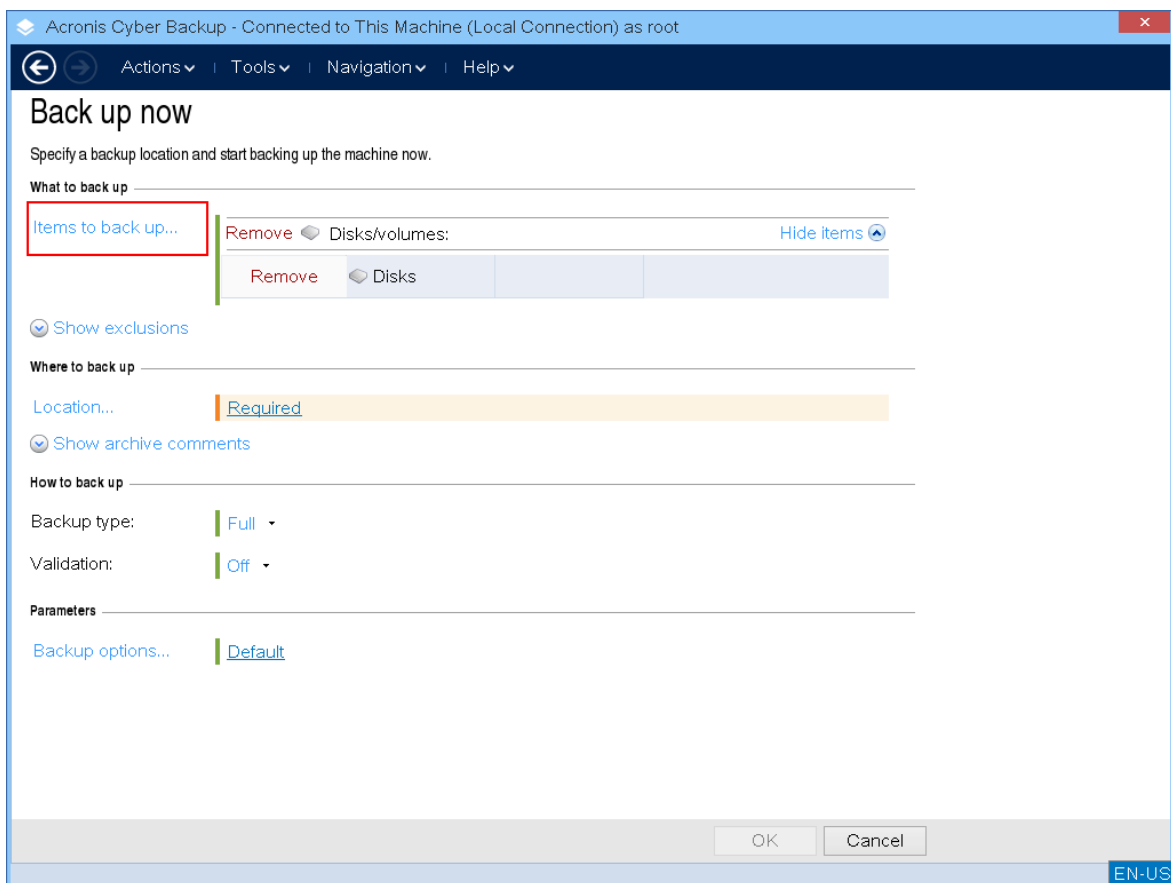 Acronis Cyber Backup - Connected to This Machine (Local Connection) as root
Actions Tools Navigation Help
Back up now
Specify a backup location and start backing up the machine now.
What to back up
Items to back up...
Remove Disks/volumes: Hide items
Remove Disks
Show exclusions
Where to back up
Location... Required
Show archive comments
How to back up
Backup type: Full
Validation: Off
Parameters
Backup options... Default
OK Cancel
EN-US